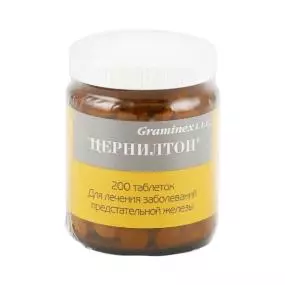 Graminex L.L.C.
ЦЕРНИЛТОН®
200 таблеток
Для лечения заболеваний
предстательной железы